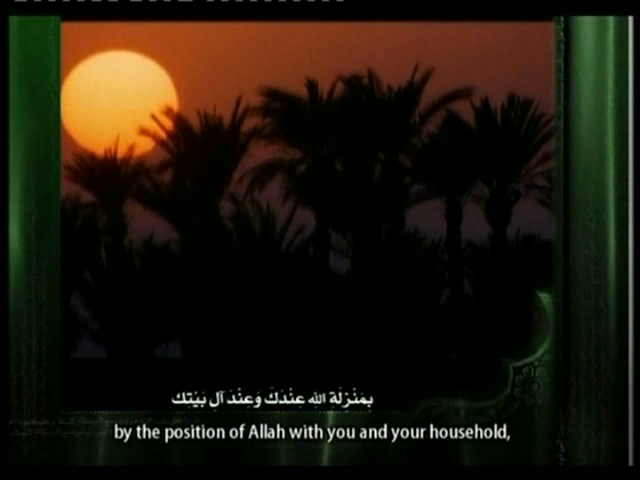 بِمَنْزِلَةِ اللهِ عِنْدَكَ وَعِنْدَ آلِ بَيْتِكَ
by the position of Allah with you and your household,